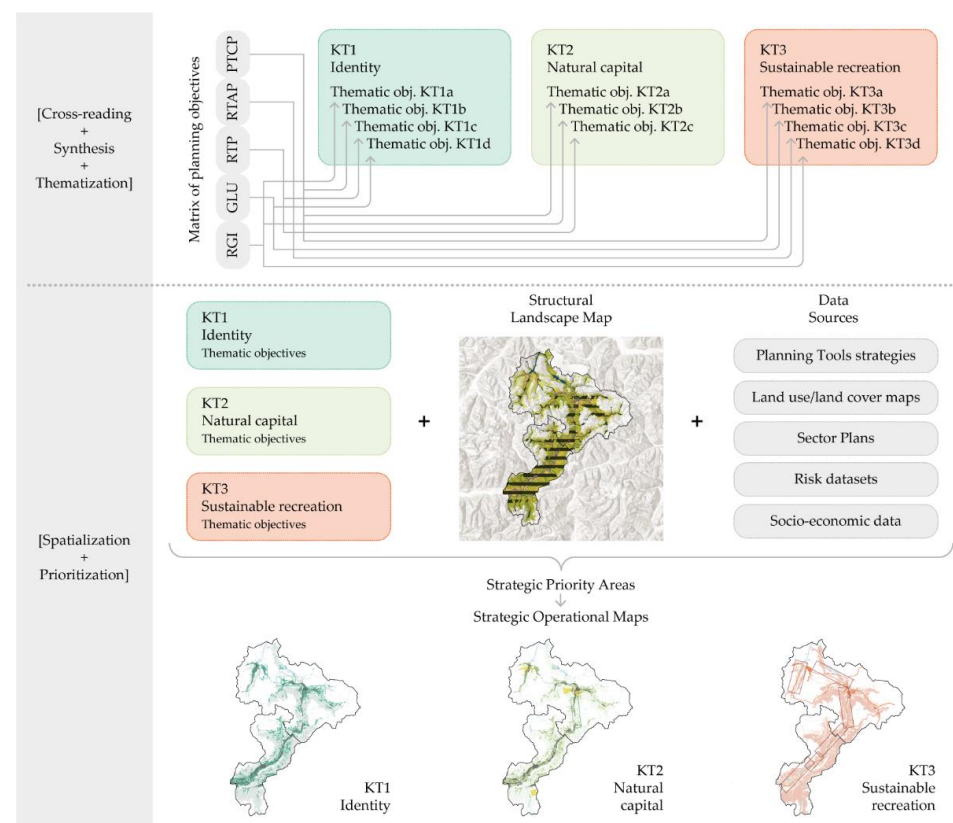 [Cross-reading
+
Synthesis
+
Thematization]
Matrix of planning objectives
PTCP
RTAP
RTP
GLU
RGI
KT1
Identity
Thematic obj. KT1a
Thematic obj. KT1b
Thematic obj. KT1c
Thematic obj. KT1d
KT2
Natural capital
Thematic obj. KT2a
Thematic obj. KT2b
Thematic obj. KT2c
KT3
Sustainable recreation
Thematic obj. KT3a
Thematic obj. KT3b
Thematic obj. KT3c
Thematic obj. KT3d
[Spatialization
+
Prioritization]
KT1
Identity
Thematic objectives
KT2
Natural capital
Thematic objectives
KT3
Sustainable recreation
Thematic objectives
+
Structural
Landscape Map
+
Data
Sources
Planning Tools strategies
Land use/land cover maps
Sector Plans
Risk datasets
Socio-economic data
Strategic Priority Areas
Strategic Operational Maps
KT1
Identity
KT2
Natural
capital
KT3
Sustainable
recreation